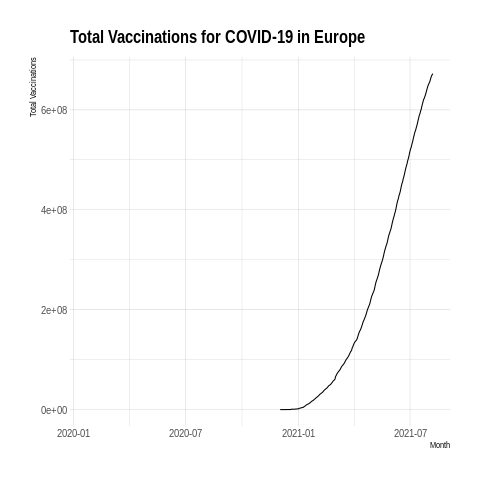 Total Vaccinations for COVID-19 in Europe
Total Vaccinations
6e+08
4e+08
2e+08
0e+00
2020-01 2020-07 2021-01 2021-07
Month